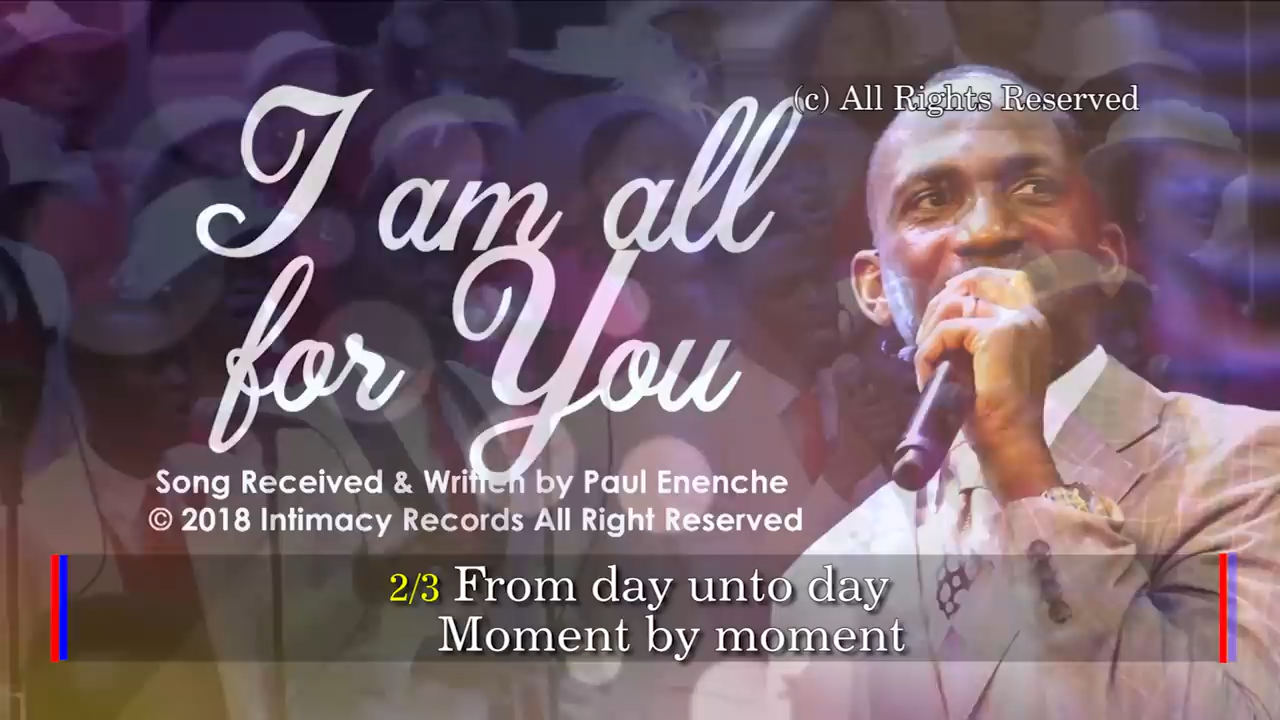 (c) All Rights Reserved
I am all
for You
Song Received & Written by Paul Enenche
© 2018 Intimacy Records All Right Reserved
2/3 From day unto day
Moment by moment